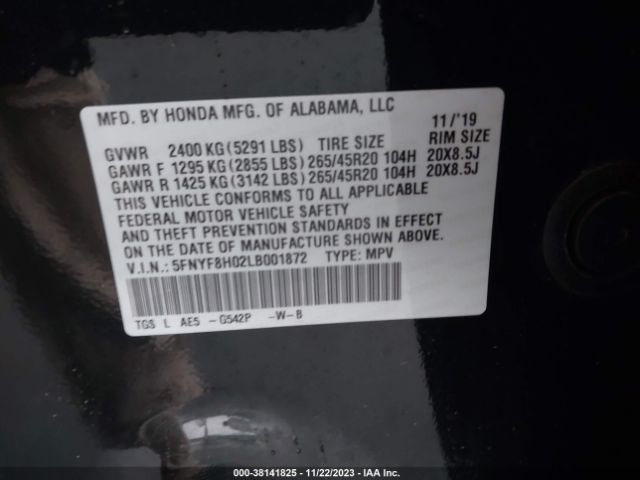 MFD. BY HONDA MFG. OF ALABAMA, LLC 11/'19
GVWR 2400 KG (5291 LBS) TIRE SIZE RIM SIZE
GAWR F 1295 KG (2855 LBS) 265/45R20 104H 20X8.5J
GAWR R 1425 KG (3142 LBS) 265/45R20 104H 20X8.5J
THIS VEHICLE CONFORMS TO ALL APPLICABLE
FEDERAL MOTOR VEHICLE SAFETY
AND THEFT PREVENTION STANDARDS IN EFFECT
ON THE DATE OF MANUFACTURE SHOWN ABOVE.
V.I.N.: 5FNYF8H02LB001872 TYPE: MPV
TGS L AE5 -G542P -W-B
000-38141825 - 11/22/2023 - IAA Inc.